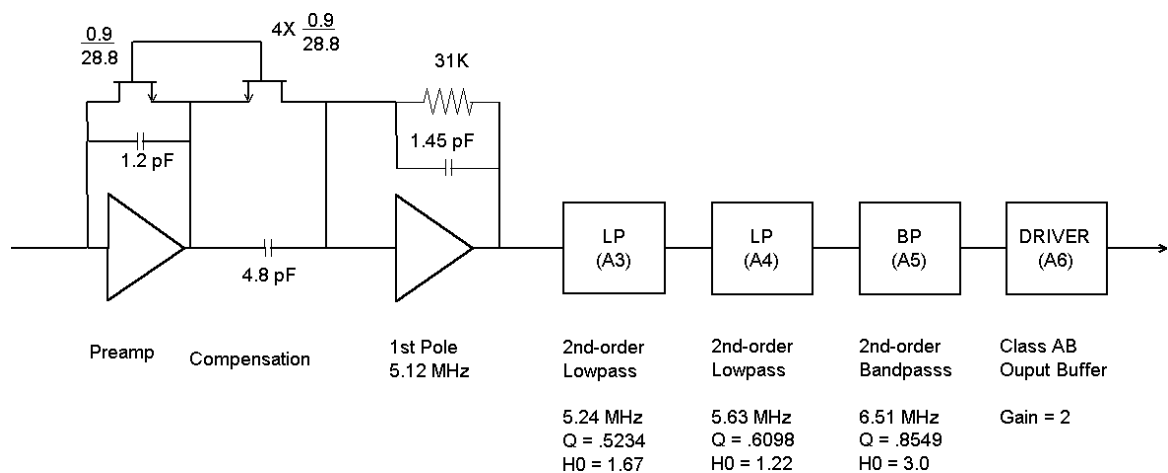 0.9
28.8
4X 0.9
28.8
31K
1.2 pF
1.45 pF
4.8 pF
LP
(A3)
LP
(A4)
BP
(A5)
DRIVER
(A6)
Preamp
Compensation
1st Pole
5.12 MHz
2nd-order
Lowpass
5.24 MHz
Q = .5234
H0 = 1.67
2nd-order
Lowpass
5.63 MHz
Q = .6098
H0 = 1.22
2nd-order
Bandpasss
6.51 MHz
Q = .8549
H0 = 3.0
Class AB
Ouput Buffer
Gain = 2